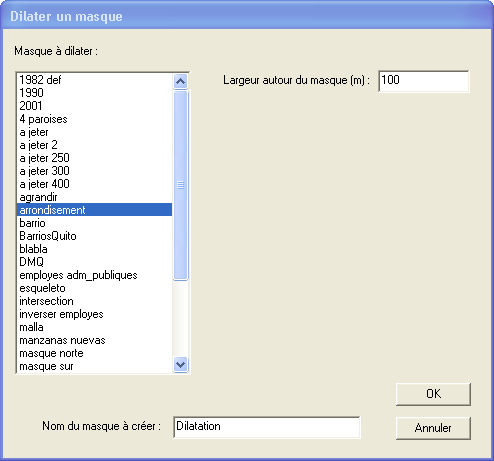 Dilater un masque
Masque à dilater :
Largeur autour du masque (m) : 100
1982 def
1990
2001
4 paroises
a jeter
a jeter 2
a jeter 250
a jeter 300
a jeter 400
agrandir
arrondisement
barrio
BarriosQuito
blabla
DMQ
employes adm_publiques
esqueleto
intersection
inverser employes
malla
manzanas nuevas
masque norte
masque sur
OK
Nom du masque à créer : Dilatation
Annuler